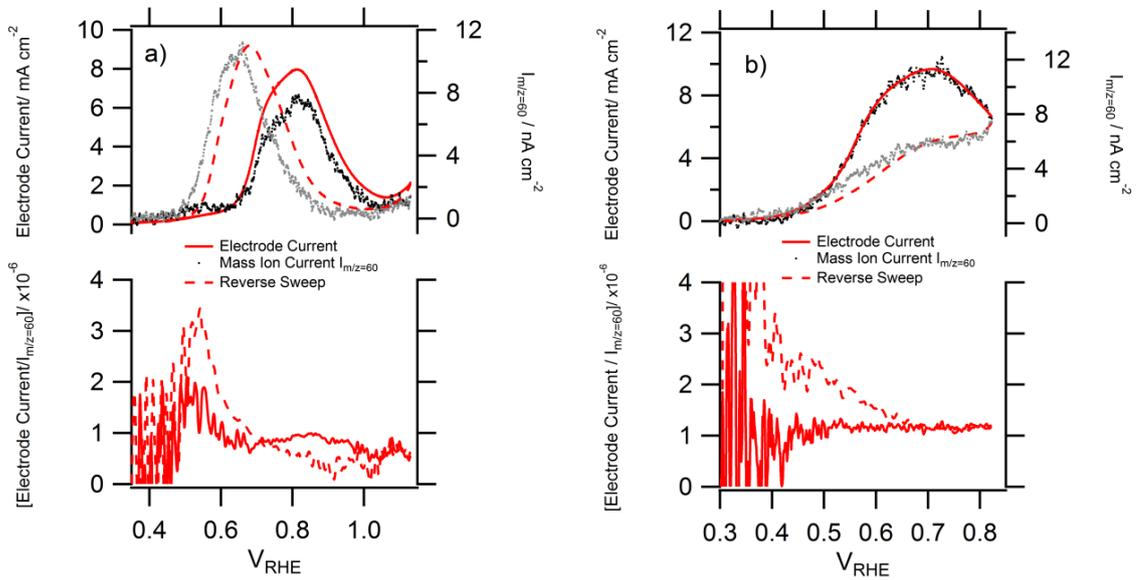 10
8
6
4
2
0
Electrode Current/ mA cm-2
a)
12
8
4
0
Im/z=60 / nA cm-2
Electrode Current
Mass Ion Current Im/z=60
Reverse Sweep
4
3
2
1
0
[Electrode Current/Im/z=60]/ x10-6
0.4
0.6
0.8
1.0
VRHE
12
8
4
0
Electrode Current/ mA cm-2
b)
12
8
4
0
Im/z=60 / nA cm-2
Electrode Current
Mass Ion Current Im/z=60
Reverse Sweep
4
3
2
1
0
[Electrode Current / Im/z=60]/ x10-6
0.3
0.4
0.5
0.6
0.7
0.8
VRHE